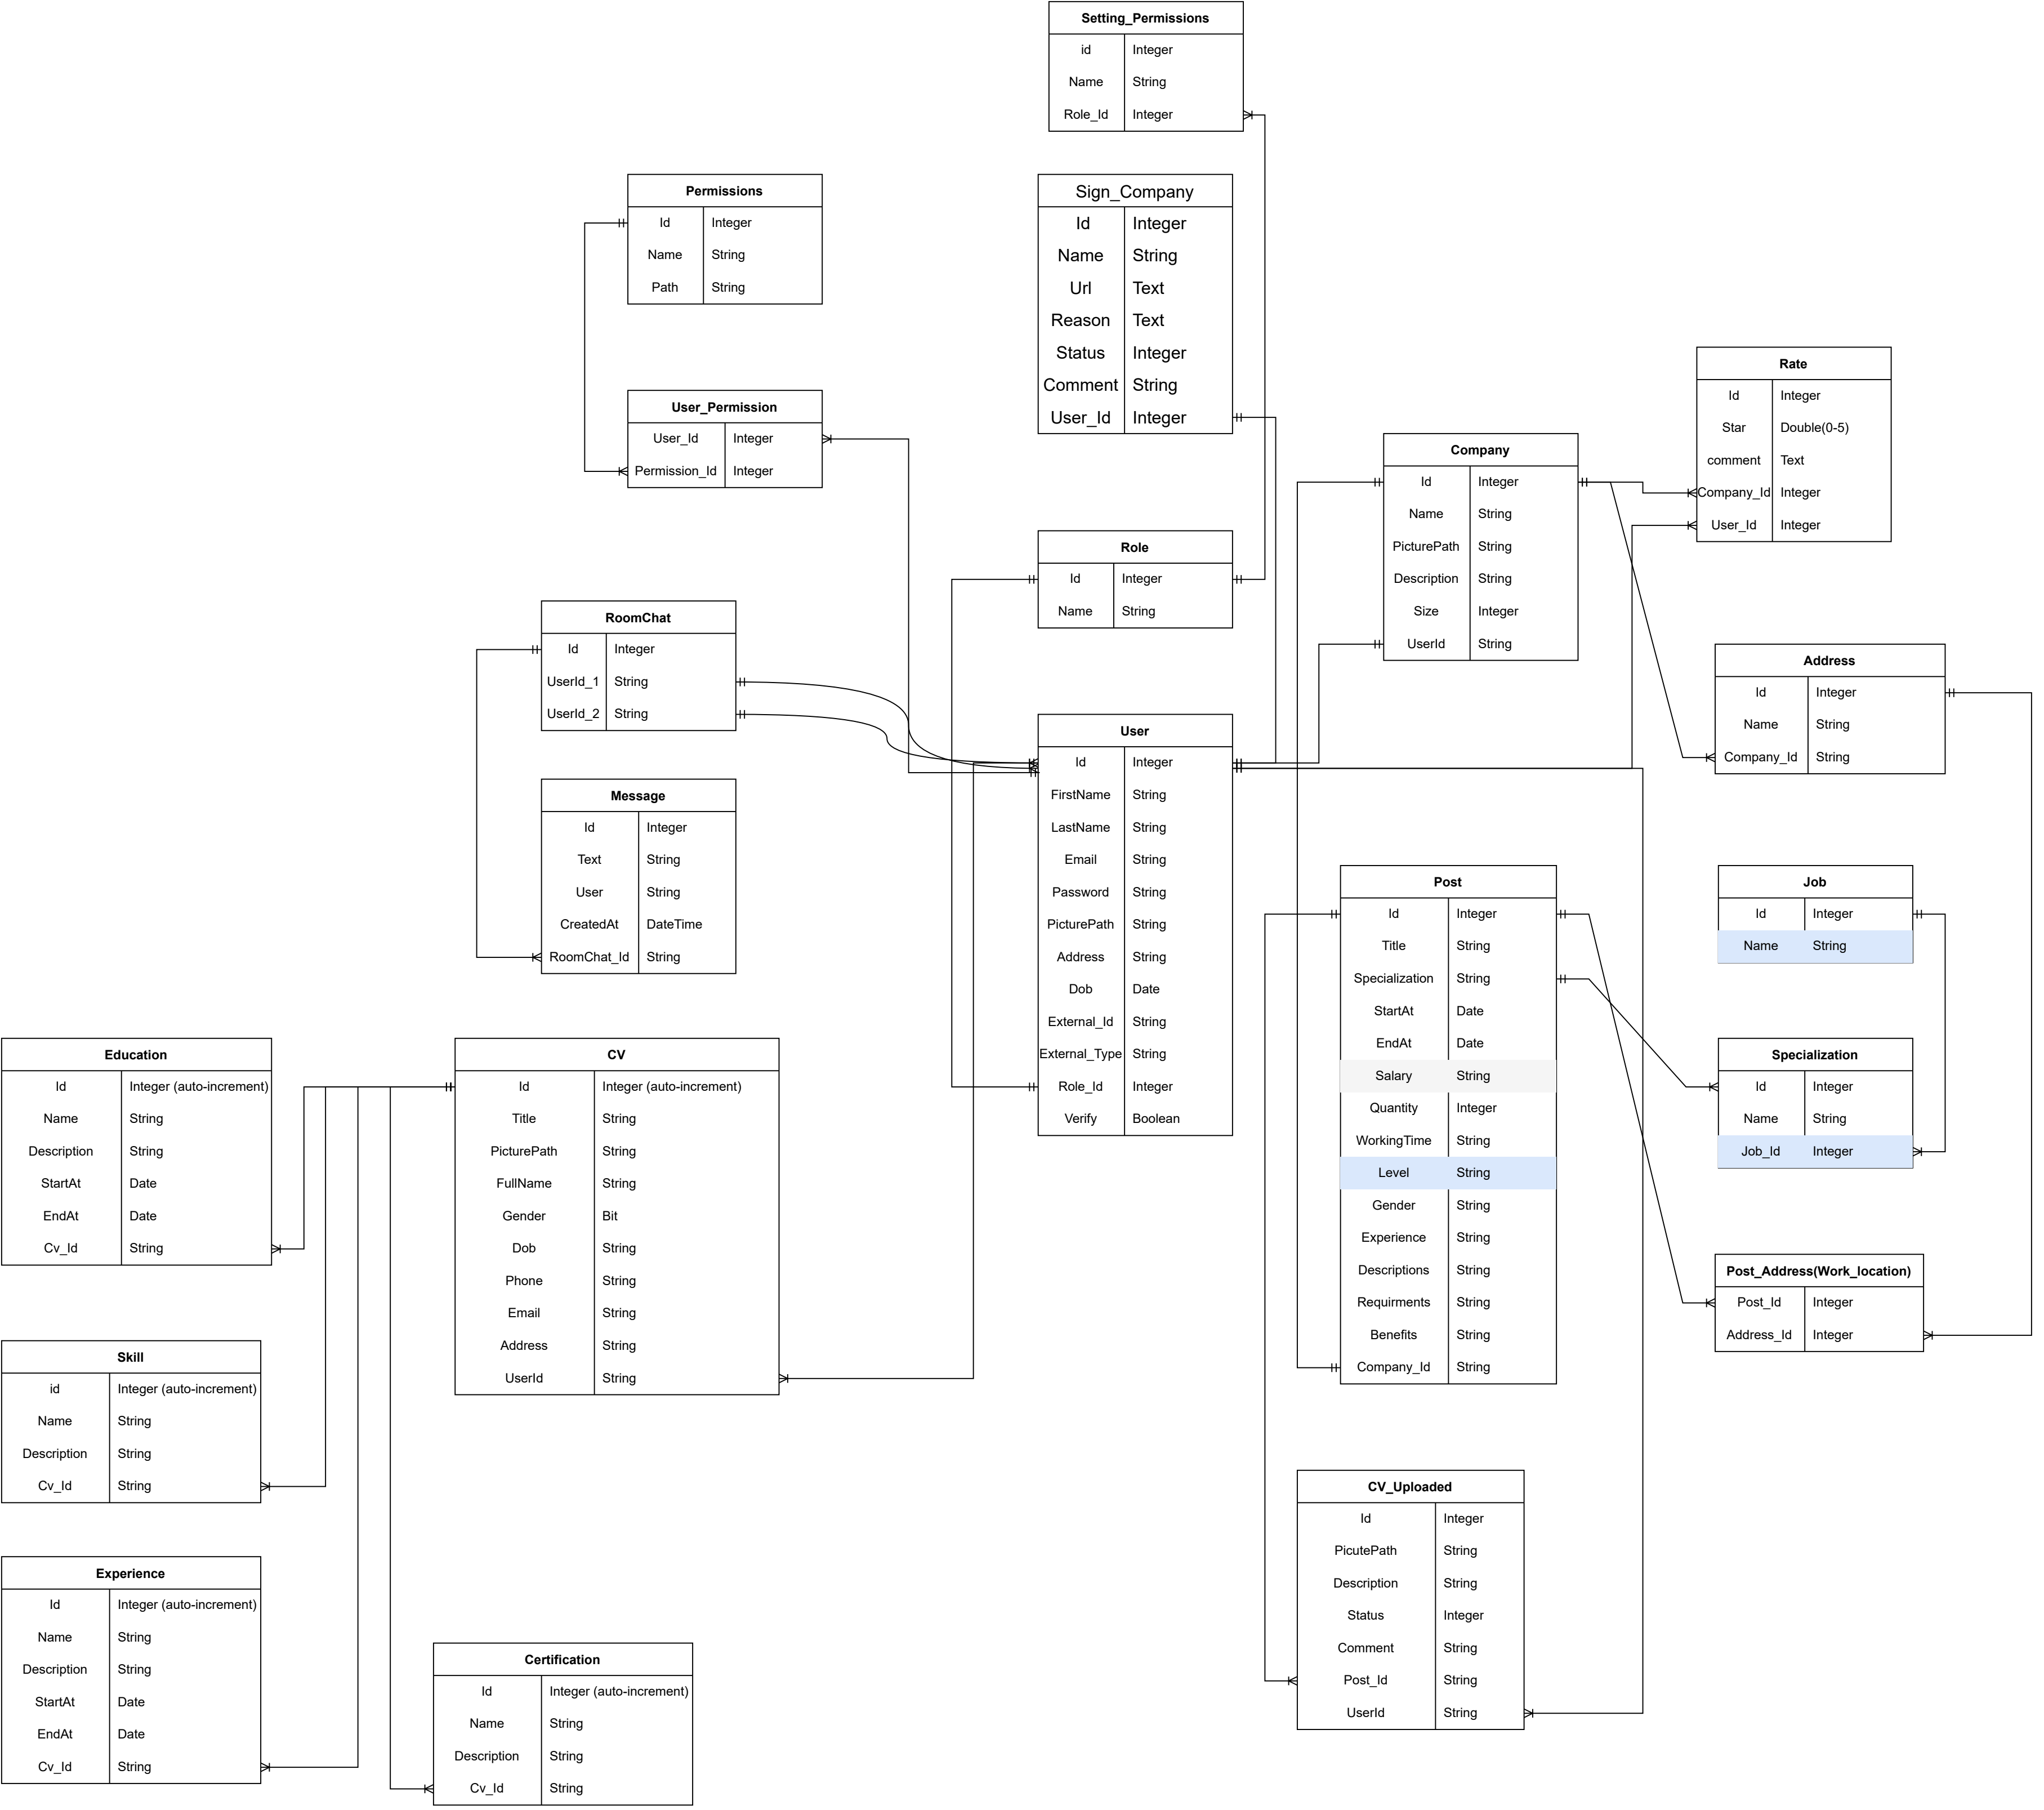 Setting_Permissions
id Integer
Name String
Role_Id Integer
Permissions
Id Integer
Name String
Path String
Sign_Company
Id Integer
Name String
Url Text
Reason Text
Status Integer
Comment String
User_Id Integer
User_Permission
User_Id Integer
Permission_Id Integer
Rate
Id Integer
Star Double(0-5)
comment Text
Company_Id Integer
User_Id Integer
Company
Id Integer
Name String
PicturePath String
Description String
Size Integer
UserId String
Role
Id Integer
Name String
RoomChat
Id Integer
UserId_1 String
UserId_2 String
Address
Id Integer
Name String
Company_Id String
User
Id Integer
FirstName String
LastName String
Email String
Password String
PicturePath String
Address String
Dob Date
External_Id String
External_Type String
Role_Id Integer
Verify Boolean
Message
Id Integer
Text String
User String
CreatedAt DateTime
RoomChat_Id String
Post
Id Integer
Title String
Specialization String
StartAt Date
EndAt Date
Salary String
Quantity Integer
WorkingTime String
Level String
Gender String
Experience String
Descriptions String
Requirments String
Benefits String
Company_Id String
Job
Id Integer
Name String
Specialization
Id Integer
Name String
Job_Id Integer
Post_Address(Work_location)
Post_Id Integer
Address_Id Integer
Education
Id Integer (auto-increment)
Name String
Description String
StartAt Date
EndAt Date
Cv_Id String
CV
Id Integer (auto-increment)
Title String
PicturePath String
FullName String
Gender Bit
Dob String
Phone String
Email String
Address String
UserId String
Skill
id Integer (auto-increment)
Name String
Description String
Cv_Id String
CV_Uploaded
Id Integer
PicutePath String
Description String
Status Integer
Comment String
Post_Id String
UserId String
Experience
Id Integer (auto-increment)
Name String
Description String
StartAt Date
EndAt Date
Cv_Id String
Certification
Id Integer (auto-increment)
Name String
Description String
Cv_Id String